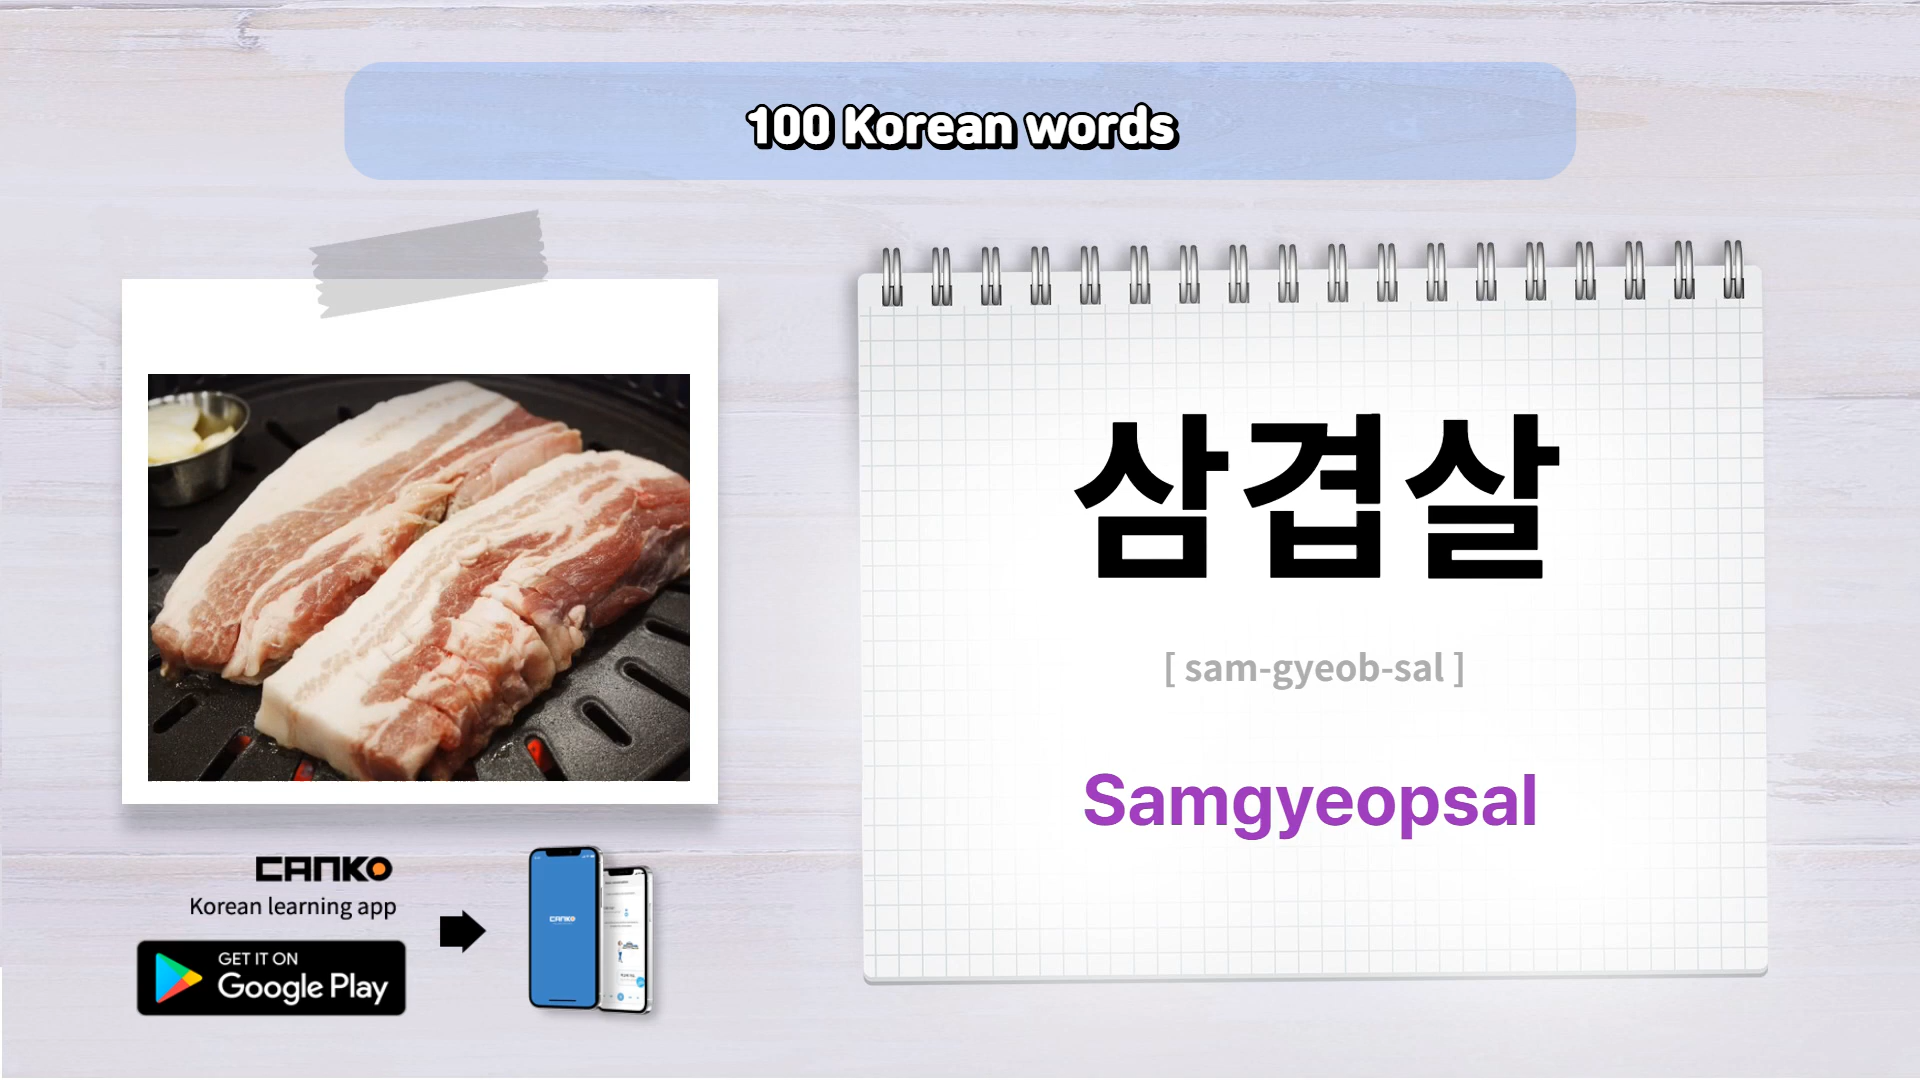 100 Korean words
삼겹살
[ sam-gyeob-sal ]
Samgyeopsal
CANKO
Korean learning app
GET IT ON
Google Play
CANKO